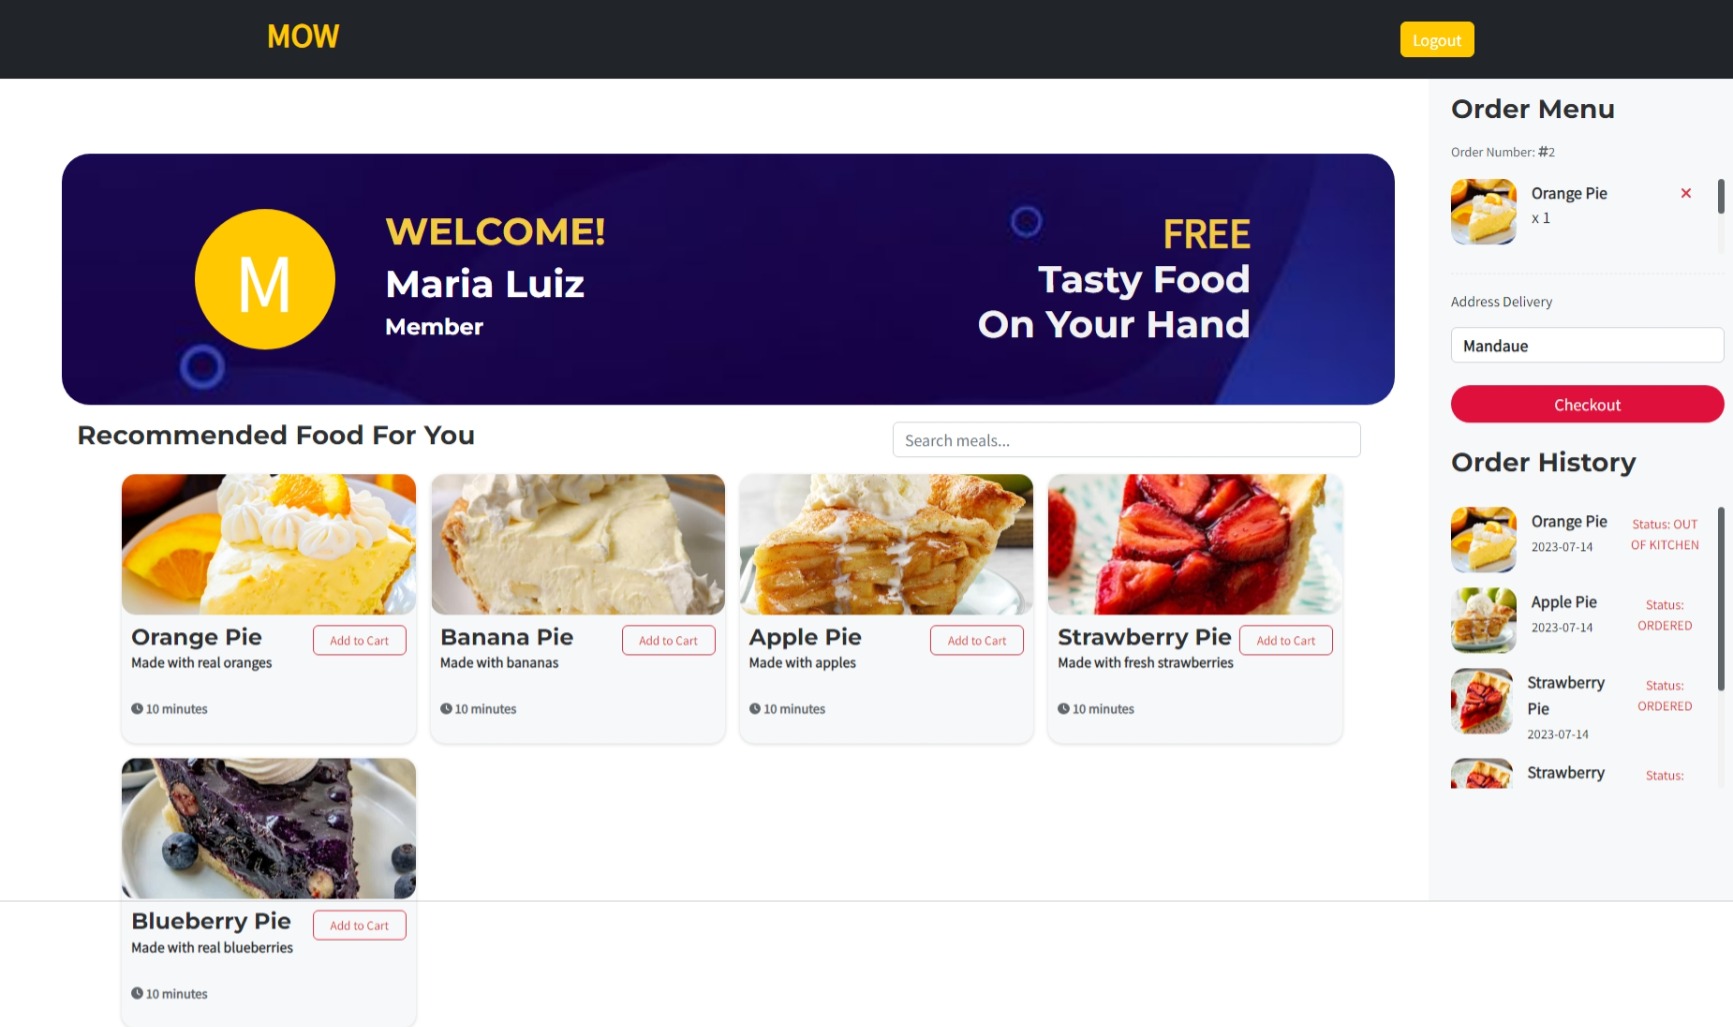 MOW
Logout
M
WELCOME!
Maria Luiz
Member
FREE
Tasty Food
On Your Hand
Recommended Food For You
Search meals...
Orange Pie
Add to Cart
Made with real oranges
10 minutes
Banana Pie
Add to Cart
Made with bananas
10 minutes
Apple Pie
Add to Cart
Made with apples
10 minutes
Strawberry Pie
Add to Cart
Made with fresh strawberries
10 minutes
Blueberry Pie
Add to Cart
Made with real blueberries
10 minutes
Order Menu
Order Number: #2
Orange Pie
x 1
Address Delivery
Mandaue
Checkout
Order History
Orange Pie
2023-07-14
Status: OUT
OF KITCHEN
Apple Pie
2023-07-14
Status:
ORDERED
Strawberry
Pie
2023-07-14
Status:
ORDERED
Strawberry
Status: